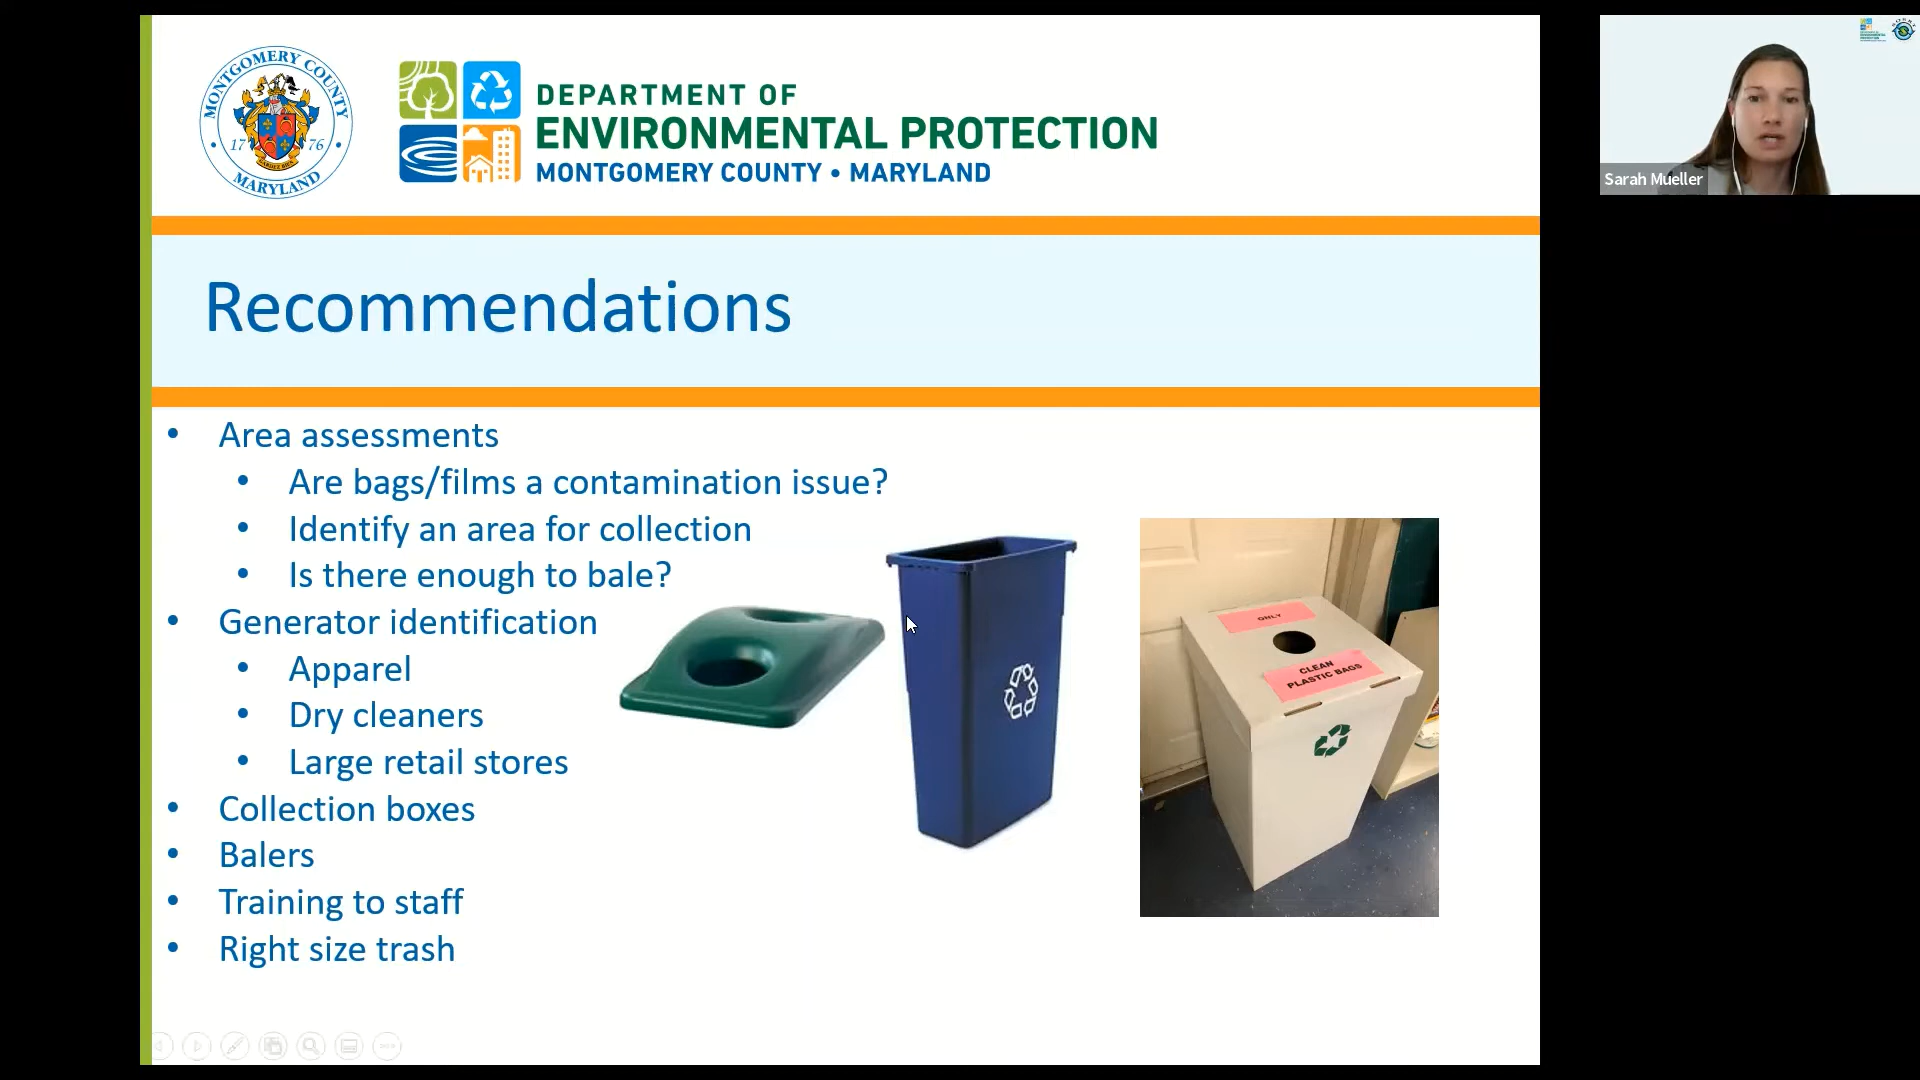 MONTGOMERY COUNTY
17 76
MARYLAND
DEPARTMENT OF
ENVIRONMENTAL PROTECTION
MONTGOMERY COUNTY • MARYLAND
Sarah Mueller
Recommendations
• Area assessments
• Are bags/films a contamination issue?
• Identify an area for collection
• Is there enough to bale?
• Generator identification
• Apparel
• Dry cleaners
• Large retail stores
• Collection boxes
• Balers
• Training to staff
• Right size trash
ONLY
CLEAN
PLASTIC BAGS